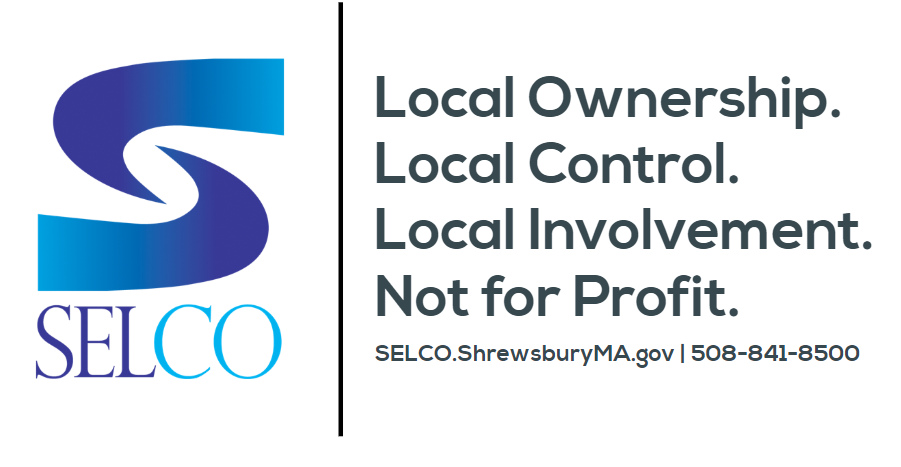 SELCO
Local Ownership.
Local Control.
Local Involvement.
Not for Profit.
SELCO.ShrewsburyMA.gov | 508-841-8500